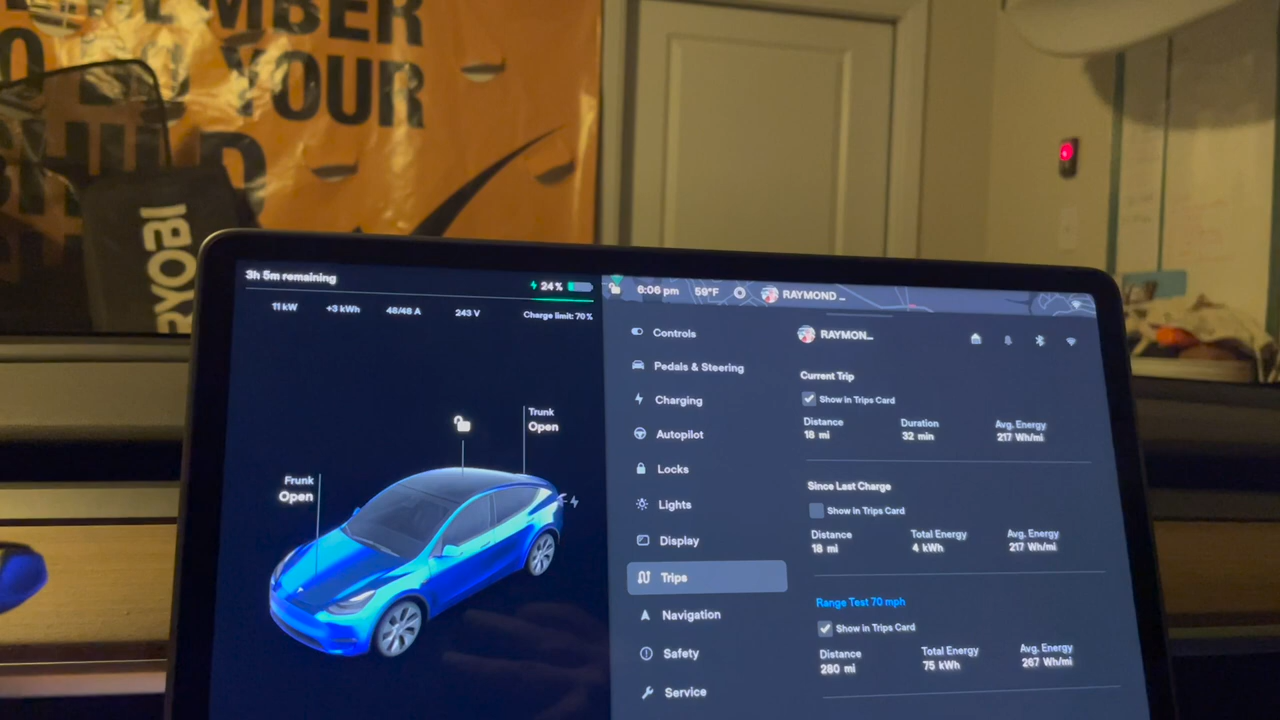 YOUR
RYOBI
3h 5m remaining
24%
11 kW
+3 kWh
48/48 A
243 V
Charge limit: 70%
Trunk
Open
Frunk
Open
6:06 pm
59°F
RAYMOND ...
Controls
Pedals & Steering
Charging
Autopilot
Locks
Lights
Display
Trips
Navigation
Safety
Service
RAYMON...
Current Trip
Show in Trips Card
Distance
Duration
Avg. Energy
18 mi
32 min
217 Wh/mi
Since Last Charge
Show in Trips Card
Distance
Total Energy
Avg. Energy
18 mi
4 kWh
217 Wh/mi
Range Test 70 mph
Show in Trips Card
Distance
Total Energy
Avg. Energy
280 mi
75 kWh
267 Wh/mi